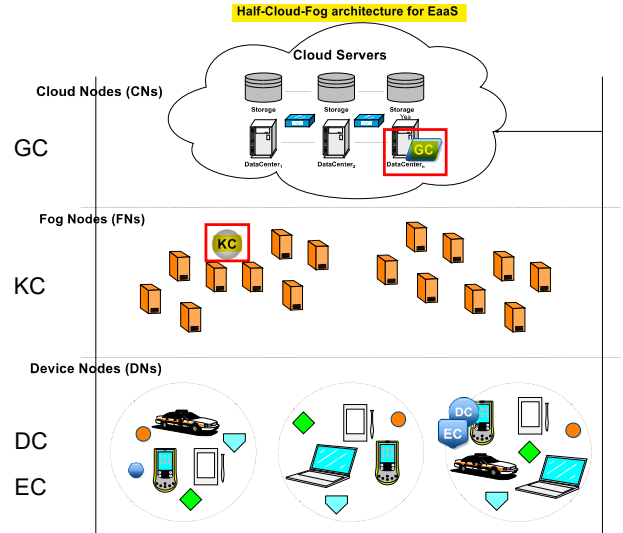 Half-Cloud-Fog architecture for EaaS
Cloud Servers
Cloud Nodes (CNs)
Storage
Storage
Storage
Yes
GC
GC
DataCenter1
DataCenter2
DataCentern
Fog Nodes (FNs)
KC
KC
Device Nodes (DNs)
DC
EC
DC
EC